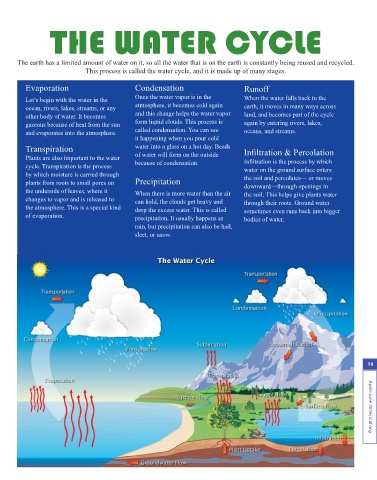 THE WATER CYCLE
The earth has a limited amount of water on it, so all the water that is on the earth is constantly being reused and recycled.
This process is called the water cycle, and it is made up of many stages.
Evaporation
Let's begin with the water in the
ocean, rivers, lakes, streams, or any
other body of water. It becomes
gaseous because of heat from the sun
and evaporates into the atmosphere.
Transpiration
Plants are also important to the water
cycle. Transpiration is the process
by which moisture is carried through
plants from roots to small pores on
the underside of leaves, where it
changes to vapor and is released to
the atmosphere. This is a special kind
of evaporation.
Condensation
Once the water vapor is in the
atmosphere, it becomes cold again
and this change helps the water vapor
form liquid clouds. This process is
called condensation. You can see
it happening when you pour cold
water into a glass on a hot day. Beads
of water will form on the outside
because of condensation.
Precipitation
When there is more water than the air
can hold, the clouds get heavy and
drop the excess water. This is called
precipitation. It usually happens as
rain, but precipitation can also be hail,
sleet, or snow.
Runoff
When the water falls back to the
earth, it moves in many ways across
land, and becomes part of the cycle
again by entering rivers, lakes,
oceans, and streams.
Infiltration & Percolation
Infiltration is the process by which
water on the ground surface enters
the soil and percolates— or moves
downward—through openings in
the soil. This helps give plants water
through their roots. Ground water
sometimes even runs back into bigger
bodies of water.
The Water Cycle
Transportation
Transportation
Condensation
Precipitation
Condensation
Precipitation
Sublimation
Evaporation
Surface Flow
Plant Uptake
Percolation
Groundwater Flow
19